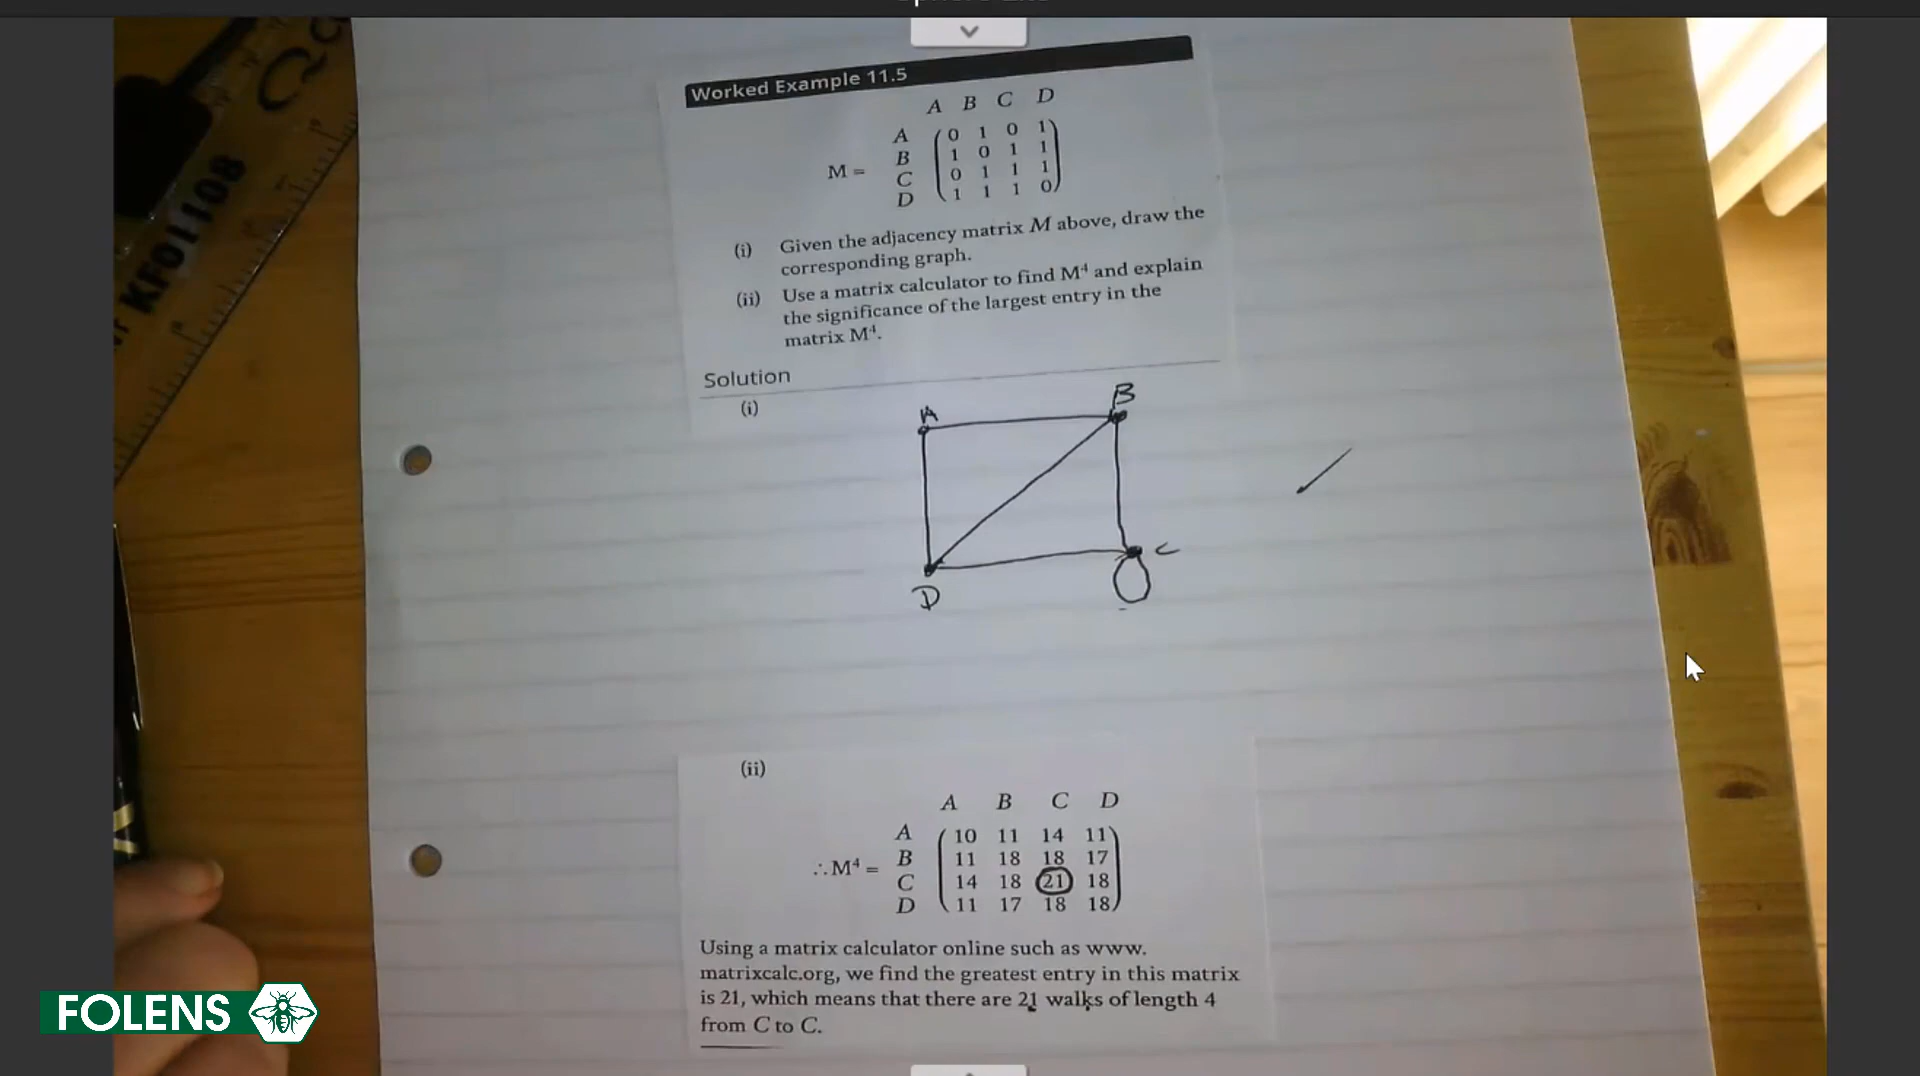 Worked Example 11.5
A B C D
A 0 1 0 1
B 1 0 1 1
M = C 0 1 1 1
D 1 1 1 0
(i) Given the adjacency matrix M above, draw the
corresponding graph.
(ii) Use a matrix calculator to find M⁴ and explain
the significance of the largest entry in the
matrix M⁴.
Solution
(i)
A B
D C
(ii)
A B C D
A 10 11 14 11
B 11 18 18 17
∴M⁴ = C 14 18 21 18
D 11 17 18 18
Using a matrix calculator online such as www.
matrixcalc.org, we find the greatest entry in this matrix
is 21, which means that there are 21 walks of length 4
from C to C.
KF01108
FOLENS